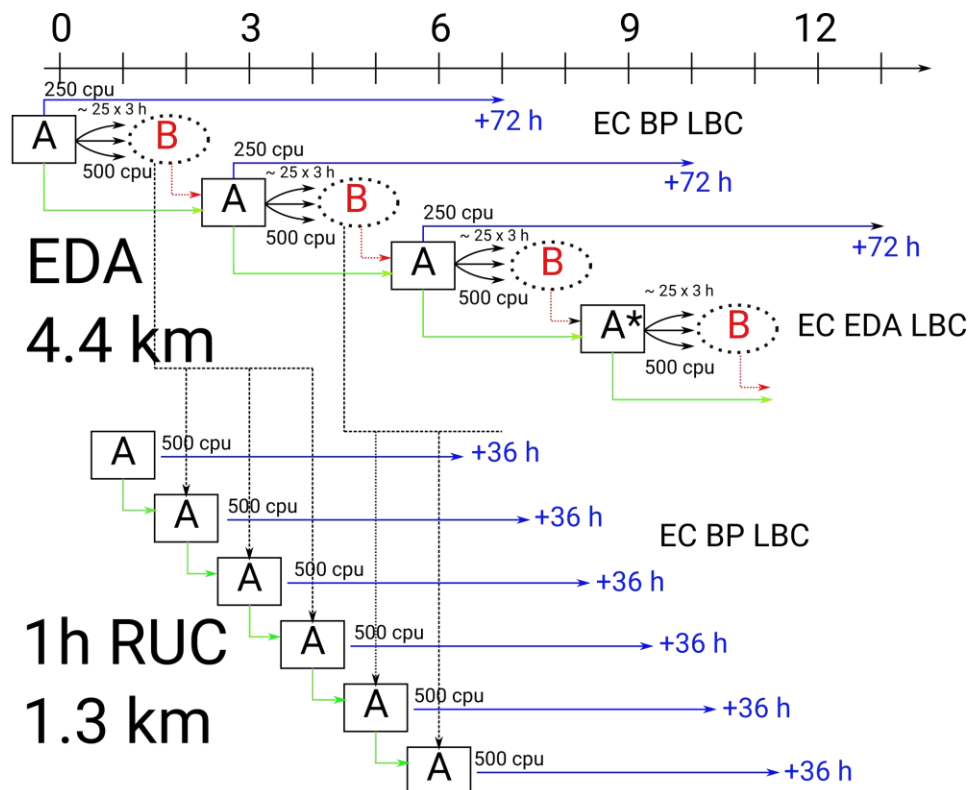 0 3 6 9 12
250 cpu
~ 25 x 3 h
A
B
500 cpu
+72 h
EC BP LBC
250 cpu
~ 25 x 3 h
A
B
500 cpu
+72 h
250 cpu
~ 25 x 3 h
A
B
500 cpu
+72 h
EDA
4.4 km
~ 25 x 3 h
A*
B
500 cpu
EC EDA LBC
A
500 cpu
+36 h
A
500 cpu
+36 h
EC BP LBC
A
500 cpu
+36 h
1h RUC
1.3 km
A
500 cpu
+36 h
A
500 cpu
+36 h
A
500 cpu
+36 h